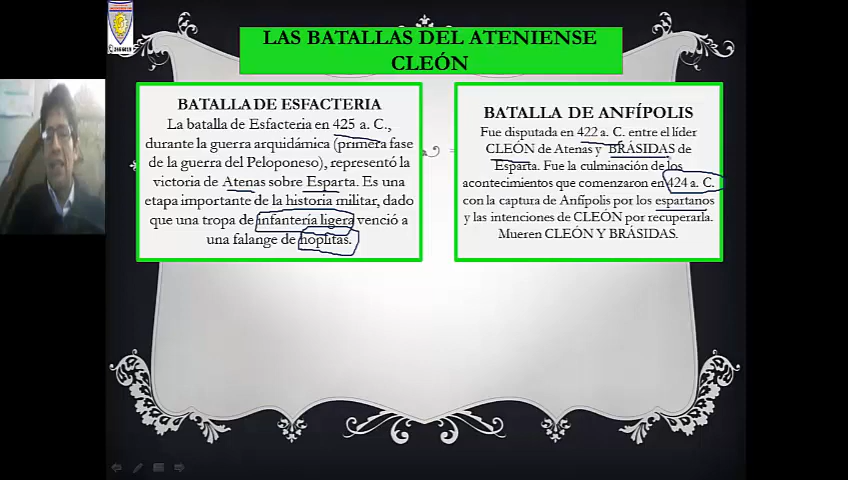 LAS BATALLAS DEL ATENIENSE
CLEÓN
BATALLA DE ESFACTERIA
La batalla de Esfacteria en 425 a. C.,
durante la guerra arquidámica (primera fase
de la guerra del Peloponeso), representó la
victoria de Atenas sobre Esparta. Es una
etapa importante de la historia militar, dado
que una tropa de infantería ligera venció a
una falange de hoplitas.
BATALLA DE ANFÍPOLIS
Fue disputada en 422 a. C. entre el líder
CLEÓN de Atenas y BRÁSIDAS de
Esparta. Fue la culminación de los
acontecimientos que comenzaron en 424 a. C.
con la captura de Anfípolis por los espartanos
y las intenciones de CLEÓN por recuperarla.
Mueren CLEÓN Y BRÁSIDAS.